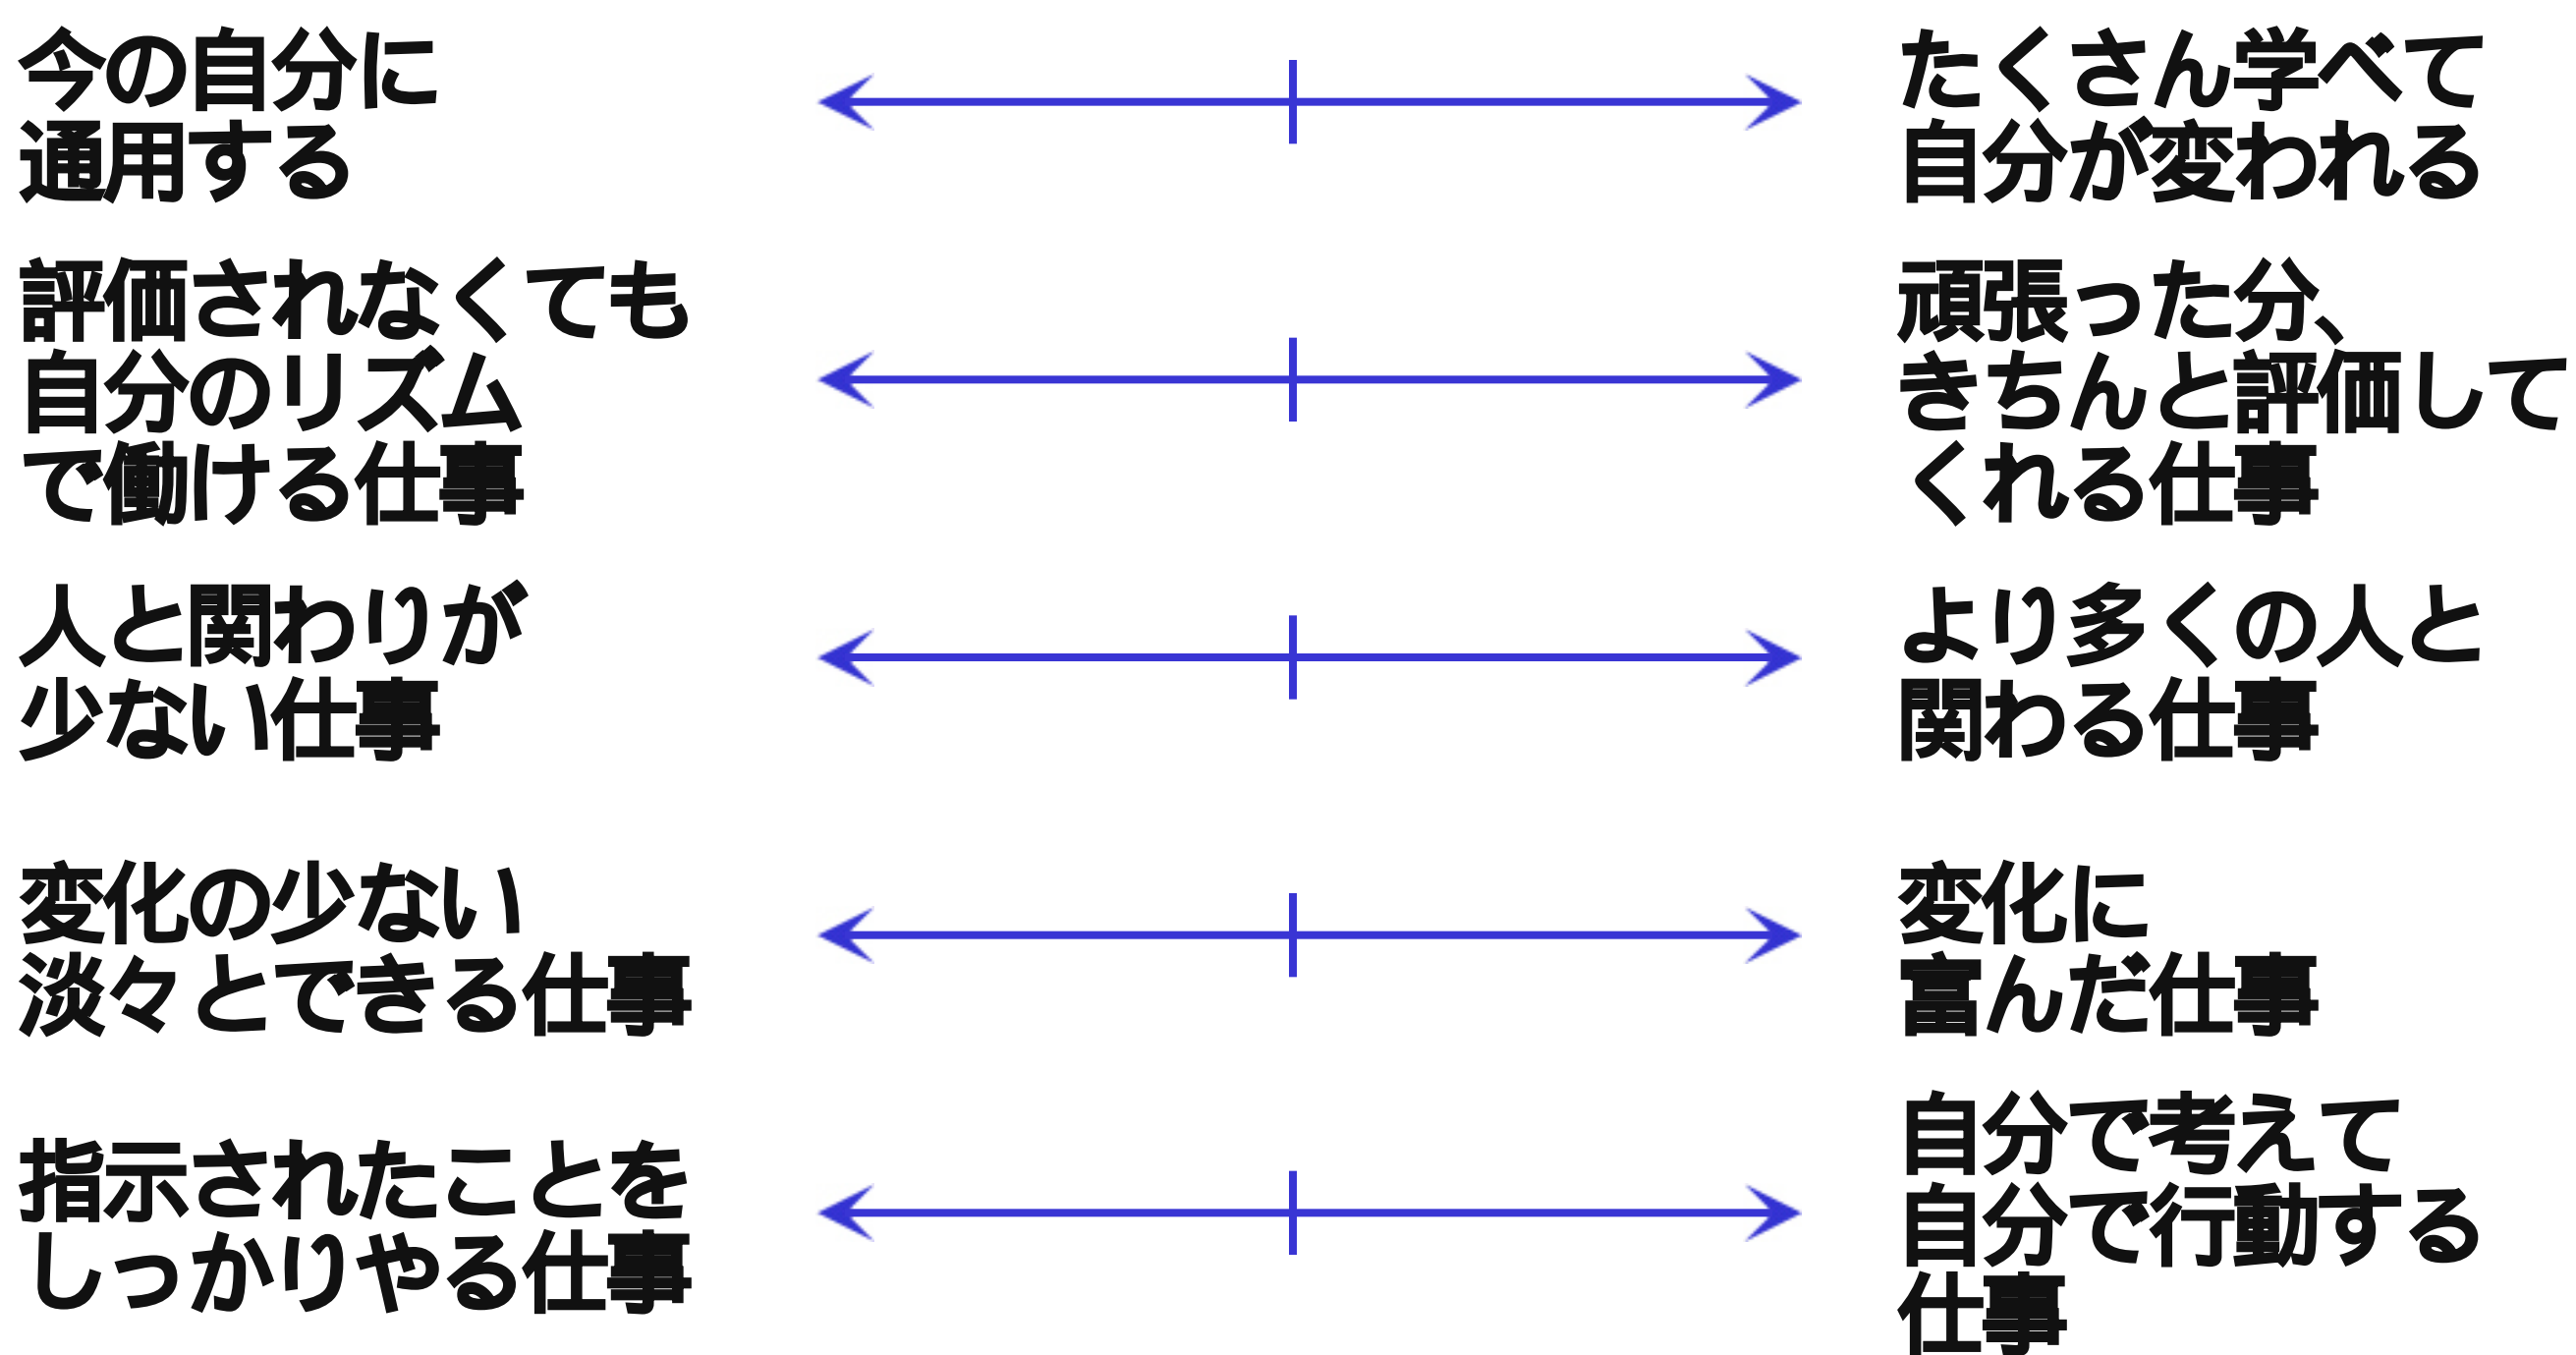 今の自分に
通用する
たくさん学べて
自分が変われる
評価されなくても
自分のリズム
で働ける仕事
頑張った分、
きちんと評価して
くれる仕事
人と関わりが
少ない仕事
より多くの人と
関わる仕事
変化の少ない
淡々とできる仕事
変化に
富んだ仕事
指示されたことを
しっかりやる仕事
自分で考えて
自分で行動する
仕事